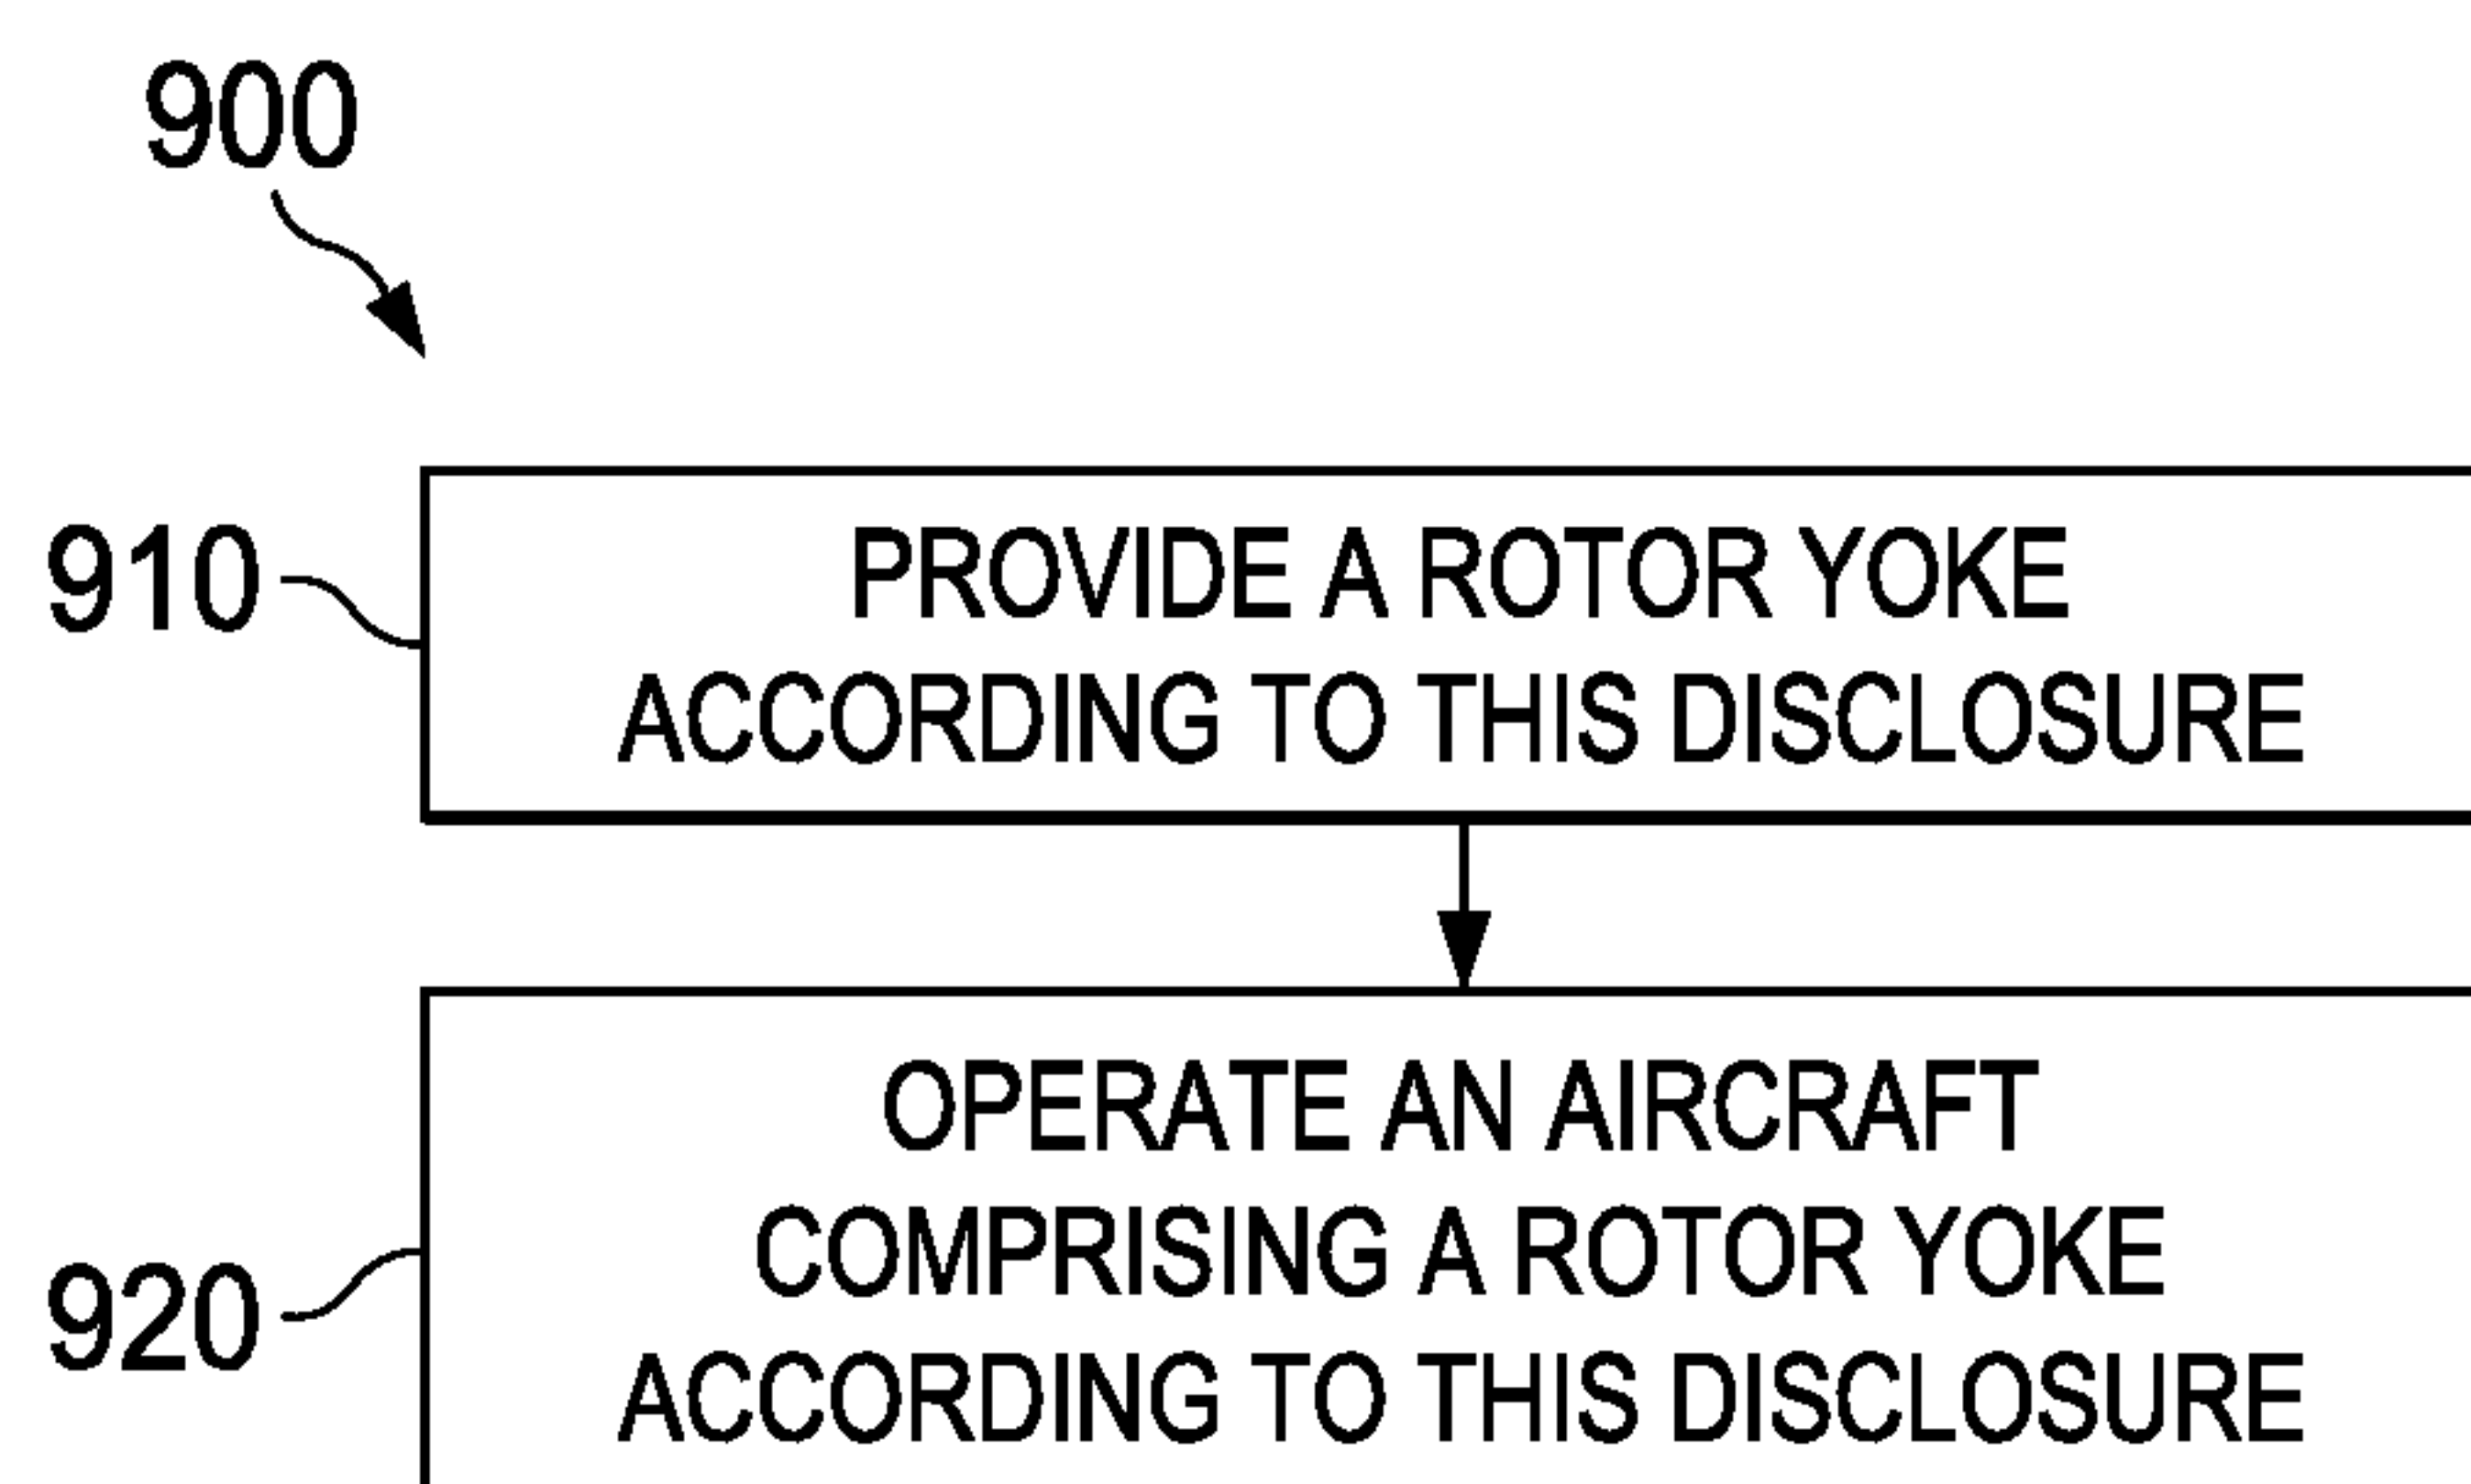 900
910
PROVIDE A ROTOR YOKE
ACCORDING TO THIS DISCLOSURE
920
OPERATE AN AIRCRAFT
COMPRISING A ROTOR YOKE
ACCORDING TO THIS DISCLOSURE